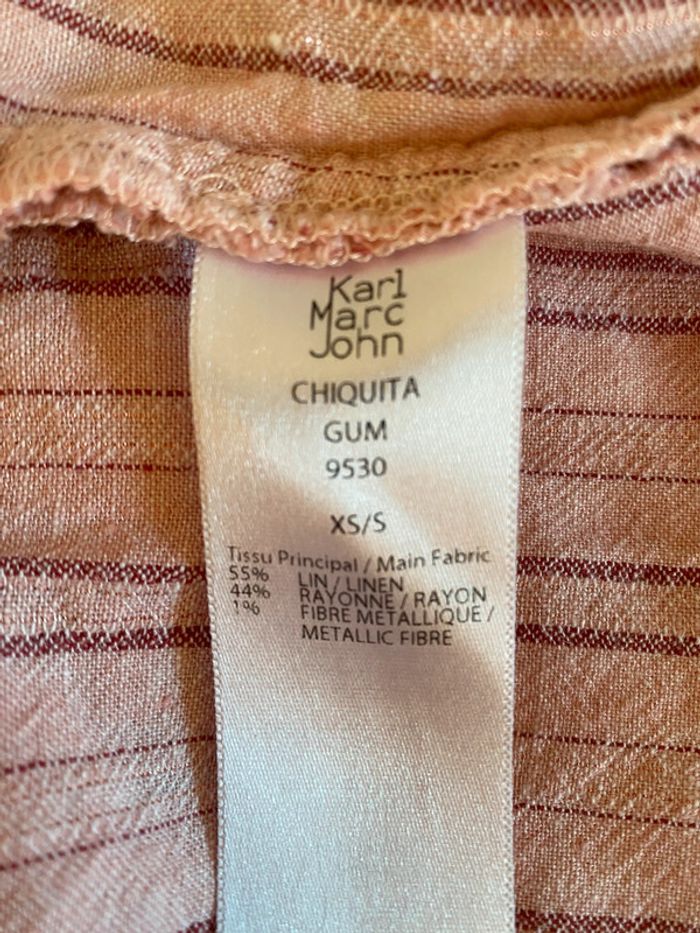 Karl
Marc
John
CHIQUITA
GUM
9530
XS/S
Tissu Principal / Main Fabric
55% LIN / LINEN
44% RAYONNE / RAYON
1% FIBRE METALLIQUE /
METALLIC FIBRE